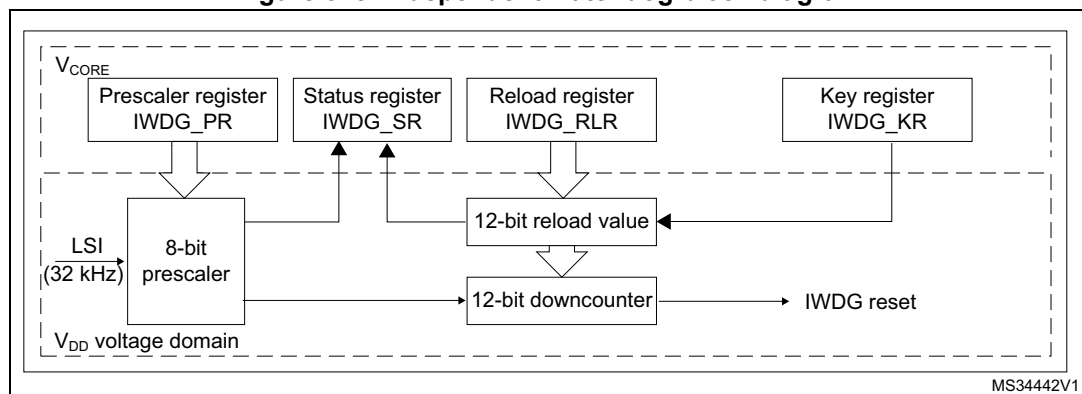 V_CORE
Prescaler register
IWDG_PR
Status register
IWDG_SR
Reload register
IWDG_RLR
Key register
IWDG_KR
LSI
(32 kHz)
8-bit
prescaler
12-bit reload value
12-bit downcounter
IWDG reset
V_DD voltage domain
MS34442V1